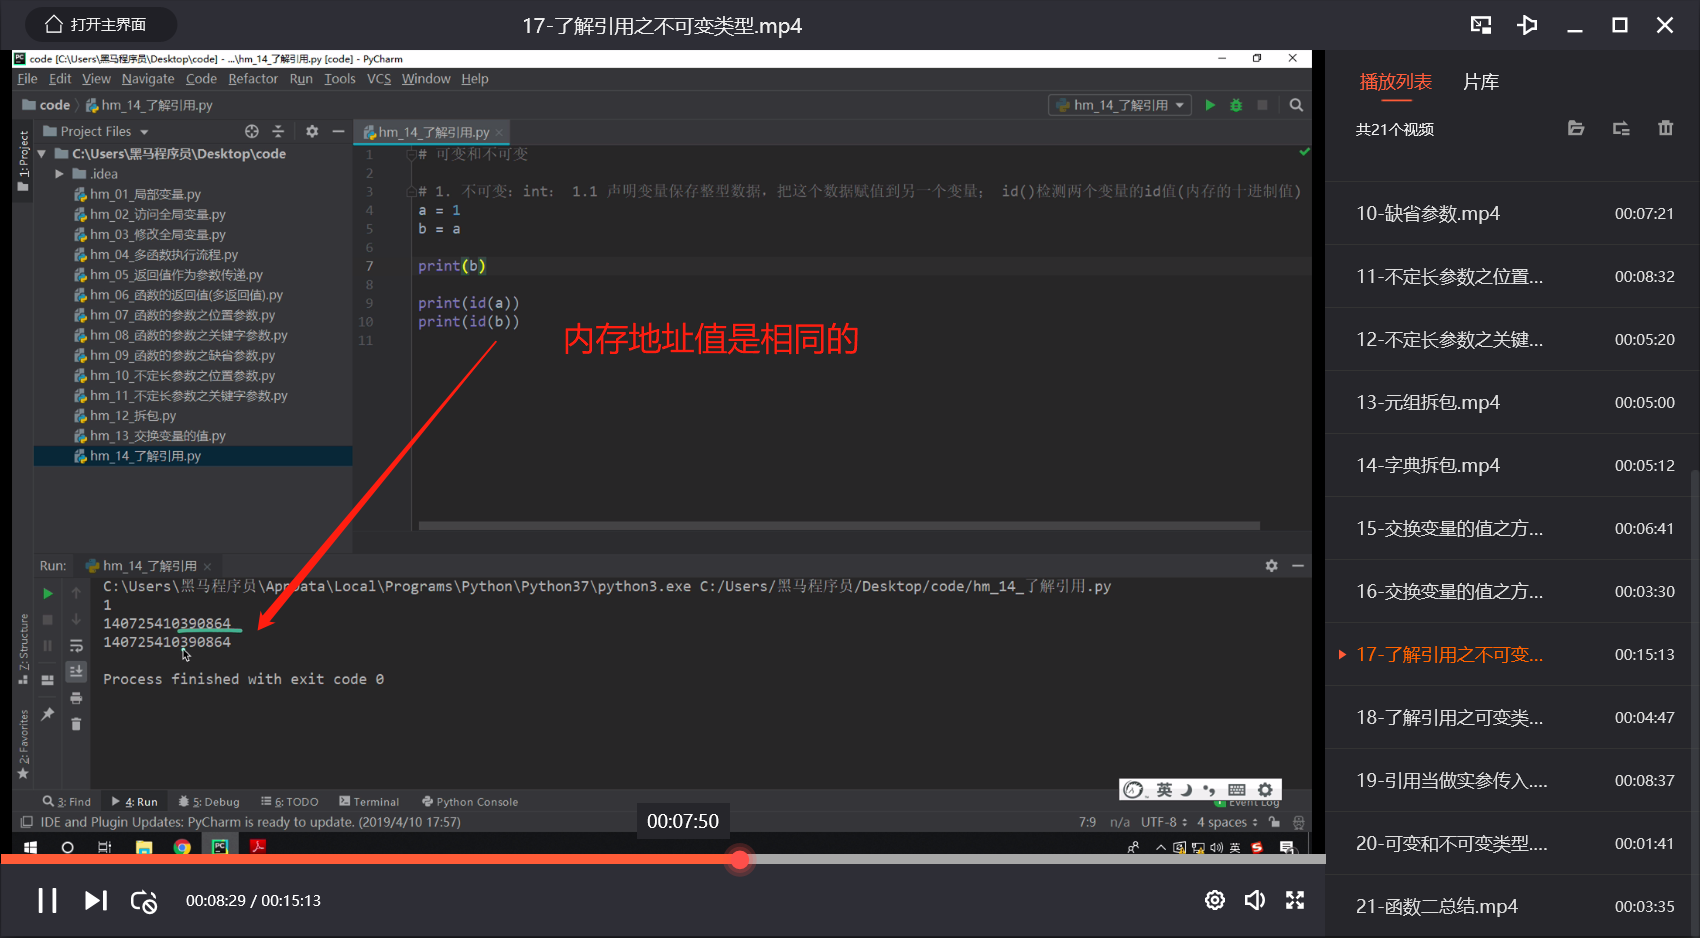 打开主界面
17-了解引用之不可变类型.mp4
code [C:\Users\黑马程序员\Desktop\code] - ...\hm_14_了解引用.py [code] - PyCharm
File Edit View Navigate Code Refactor Run Tools VCS Window Help
code hm_14_了解引用.py
hm_14_了解引用
1: Project
Project Files
hm_14_了解引用.py
C:\Users\黑马程序员\Desktop\code
.idea
hm_01_局部变量.py
hm_02_访问全局变量.py
hm_03_修改全局变量.py
hm_04_多函数执行流程.py
hm_05_返回值作为参数传递.py
hm_06_函数的返回值(多返回值).py
hm_07_函数的参数之位置参数.py
hm_08_函数的参数之关键字参数.py
hm_09_函数的参数之缺省参数.py
hm_10_不定长参数之位置参数.py
hm_11_不定长参数之关键字参数.py
hm_12_拆包.py
hm_13_交换变量的值.py
hm_14_了解引用.py
1 # 可变和不可变
2
3 # 1. 不可变：int： 1.1 声明变量保存整型数据，把这个数据赋值到另一个变量； id()检测两个变量的id值(内存的十进制值)
4 a = 1
5 b = a
6
7 print(b)
8
9 print(id(a))
10 print(id(b))
11
内存地址值是相同的
Run: hm_14_了解引用
C:\Users\黑马程序员\AppData\Local\Programs\Python\Python37\python3.exe C:/Users/黑马程序员/Desktop/code/hm_14_了解引用.py
1
140725410390864
140725410390864
Process finished with exit code 0
Z: Structure
2: Favorites
英
3: Find 4: Run 5: Debug 6: TODO Terminal Python Console
Event Log
IDE and Plugin Updates: PyCharm is ready to update. (2019/4/10 17:57)
7:9 n/a UTF-8 4 spaces
00:07:50
英
00:08:29 / 00:15:13
播放列表 片库
共21个视频
10-缺省参数.mp4 00:07:21
11-不定长参数之位置... 00:08:32
12-不定长参数之关键... 00:05:20
13-元组拆包.mp4 00:05:00
14-字典拆包.mp4 00:05:12
15-交换变量的值之方... 00:06:41
16-交换变量的值之方... 00:03:30
17-了解引用之不可变... 00:15:13
18-了解引用之可变类... 00:04:47
19-引用当做实参传入.... 00:08:37
20-可变和不可变类型.... 00:01:41
21-函数二总结.mp4 00:03:35